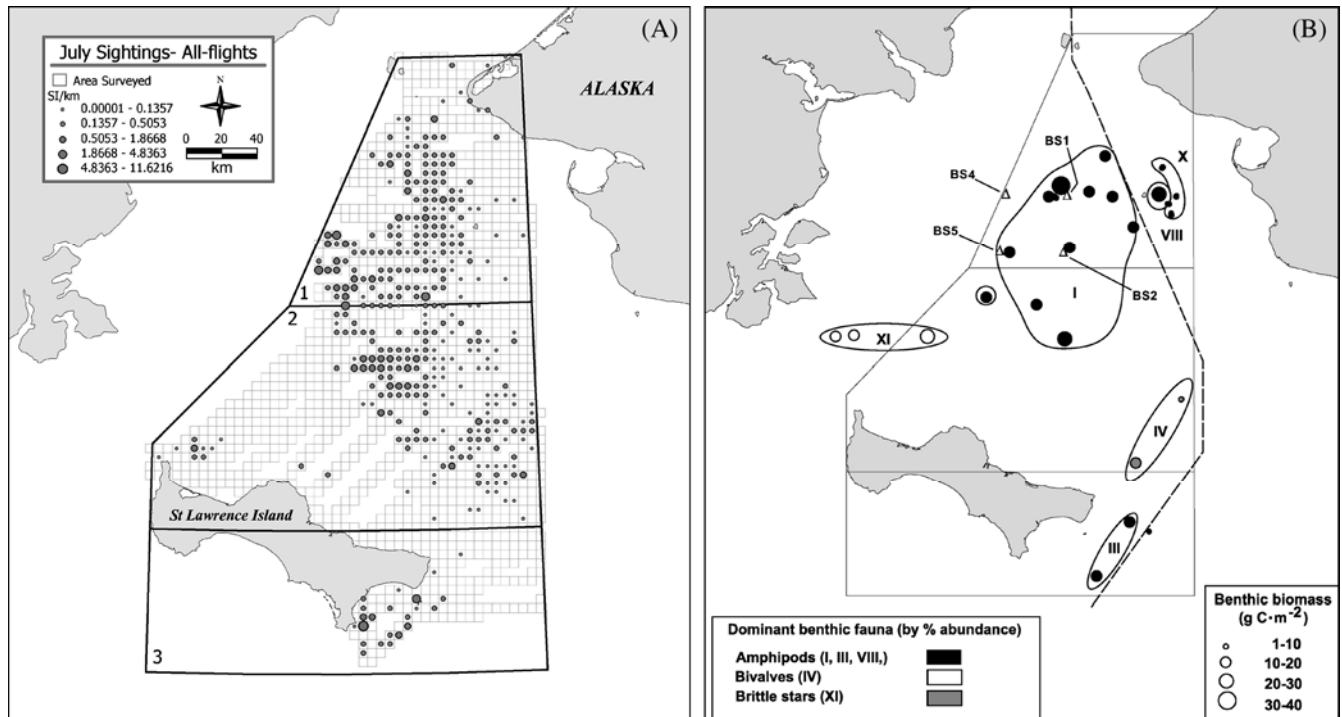 (A)
July Sightings- All-flights
Area Surveyed
SI/km
0.00001 - 0.1357
0.1357 - 0.5053
0.5053 - 1.8668
1.8668 - 4.8363
4.8363 - 11.6216
N
0 20 40
km
ALASKA
1
2
St Lawrence Island
3
(B)
BS1
X
BS4
BS5
VIII
I
BS2
XI
IV
III
Dominant benthic fauna (by % abundance)
Amphipods (I, III, VIII,)
Bivalves (IV)
Brittle stars (XI)
Benthic biomass
(g C·m-2)
1-10
10-20
20-30
30-40